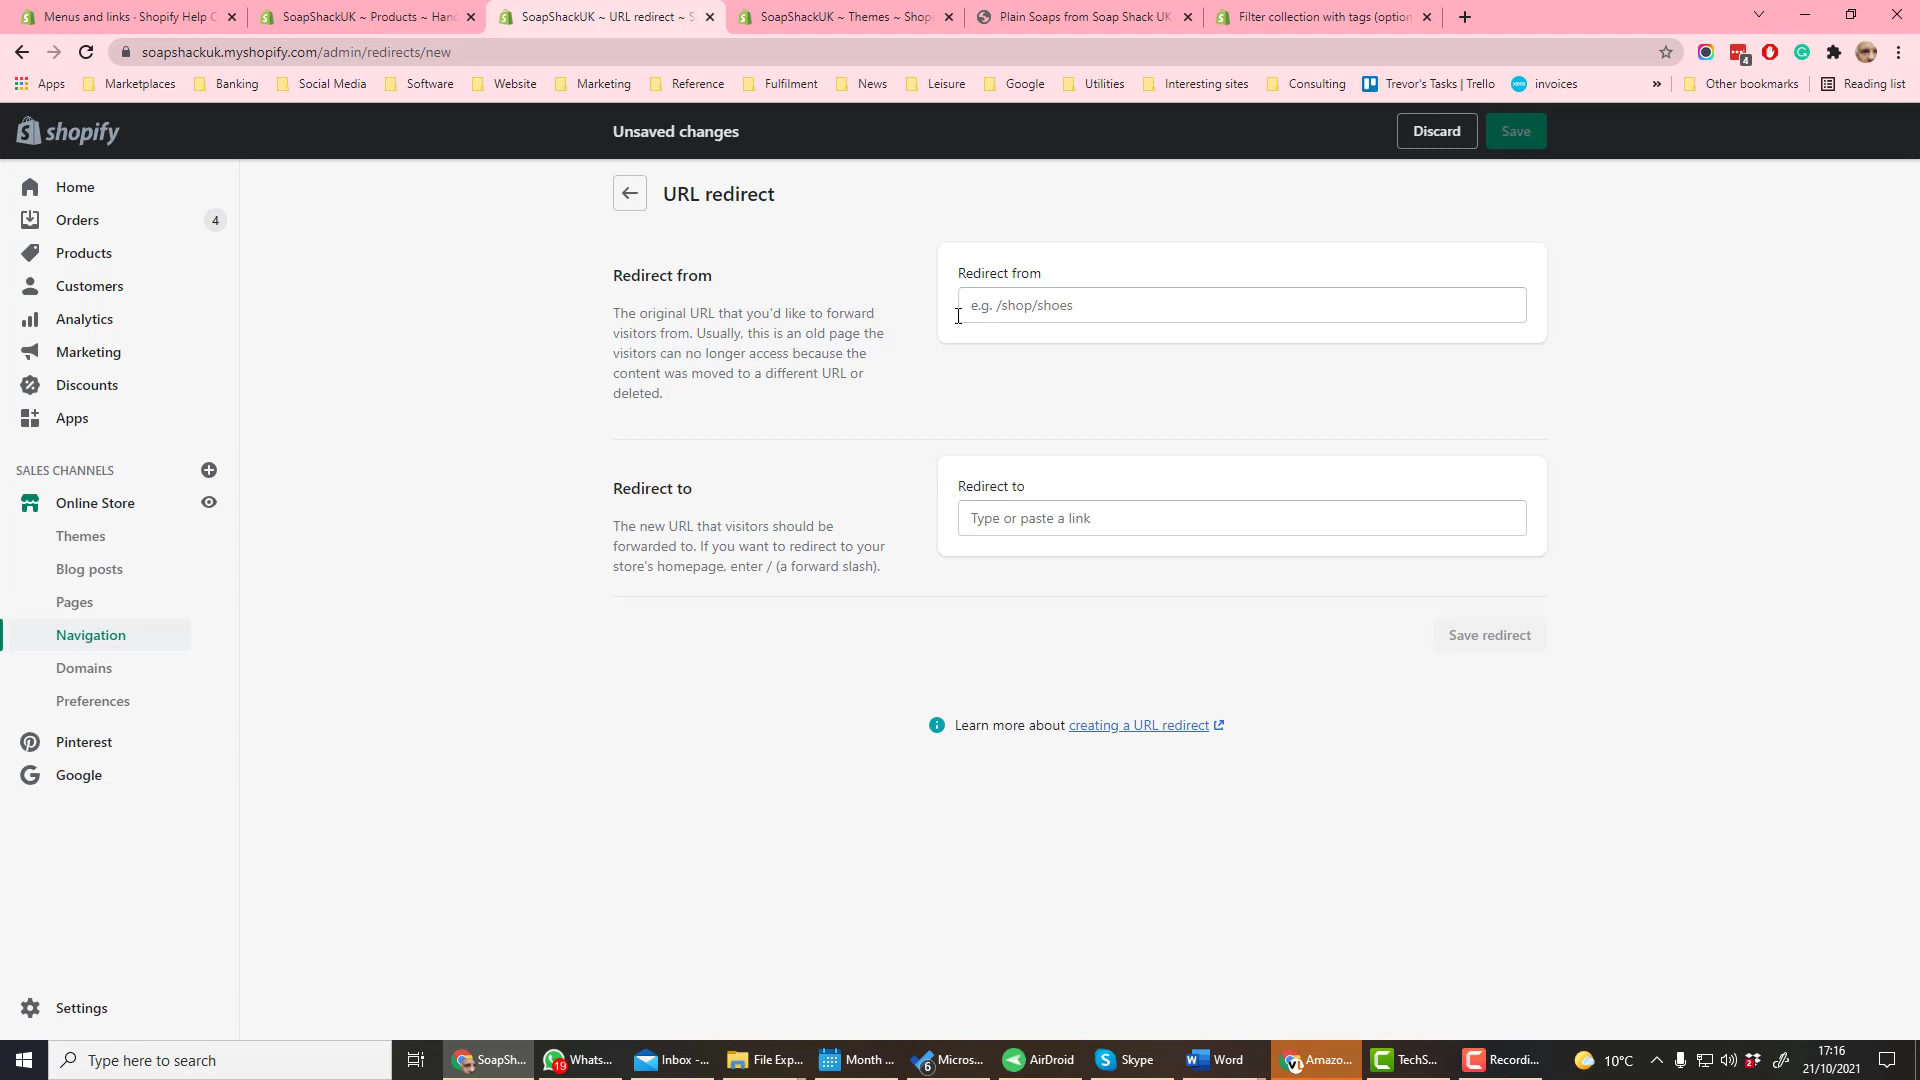 Menus and links · Shopify Help C
SoapShackUK ~ Products ~ Hand
SoapShackUK ~ URL redirect ~ S
SoapShackUK ~ Themes ~ Shopi
Plain Soaps from Soap Shack UK
Filter collection with tags (option
soapshackuk.myshopify.com/admin/redirects/new
4
Apps
Marketplaces
Banking
Social Media
Software
Website
Marketing
Reference
Fulfilment
News
Leisure
Google
Utilities
Interesting sites
Consulting
Trevor's Tasks | Trello
invoices
»
Other bookmarks
Reading list
shopify
Unsaved changes
Discard
Save
Home
Orders
4
Products
Customers
Analytics
Marketing
Discounts
Apps
SALES CHANNELS
Online Store
Themes
Blog posts
Pages
Navigation
Domains
Preferences
Pinterest
Google
Settings
URL redirect
Redirect from
The original URL that you'd like to forward
visitors from. Usually, this is an old page the
visitors can no longer access because the
content was moved to a different URL or
deleted.
Redirect from
e.g. /shop/shoes
Redirect to
The new URL that visitors should be
forwarded to. If you want to redirect to your
store's homepage, enter / (a forward slash).
Redirect to
Type or paste a link
Save redirect
Learn more about creating a URL redirect
Type here to search
SoapSh...
19
Whats...
Inbox -...
File Exp...
Month ...
6
Micros...
AirDroid
Skype
Word
Amazo...
TechS...
Recordi...
10°C
17:16
21/10/2021